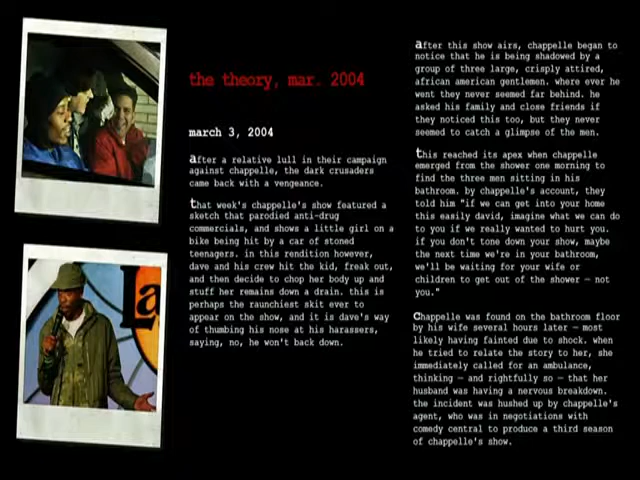 the theory, mar. 2004
march 3, 2004
after a relative lull in their campaign
against chappelle, the dark crusaders
came back with a vengeance.
that week's chappelle's show featured a
sketch that parodied anti-drug
commercials, and shows a little girl on a
bike being hit by a car of stoned
teenagers. in this rendition however,
dave and his crew hit the kid, freak out,
and then decide to chop her body up and
stuff her remains down a drain. this is
perhaps the raunchiest skit ever to
appear on the show, and it is dave's way
of thumbing his nose at his harassers,
saying, no, he won't back down.
after this show airs, chappelle began to
notice that he is being shadowed by a
group of three large, crisply attired,
african american gentlemen. where ever he
went they never seemed far behind. he
asked his family and close friends if
they noticed this too, but they never
seemed to catch a glimpse of the men.
this reached its apex when chappelle
emerged from the shower one morning to
find the three men sitting in his
bathroom. by chappelle's account, they
told him "if we can get into your home
this easily david, imagine what we can do
to you if we really wanted to hurt you.
if you don't tone down your show, maybe
the next time we're in your bathroom,
we'll be waiting for your wife or
children to get out of the shower — not
you."
Chappelle was found on the bathroom floor
by his wife several hours later — most
likely having fainted due to shock. when
he tried to relate the story to her, she
immediately called for an ambulance,
thinking — and rightfully so — that her
husband was having a nervous breakdown.
the incident was hushed up by chappelle's
agent, who was in negotiations with
comedy central to produce a third season
of chappelle's show.
La